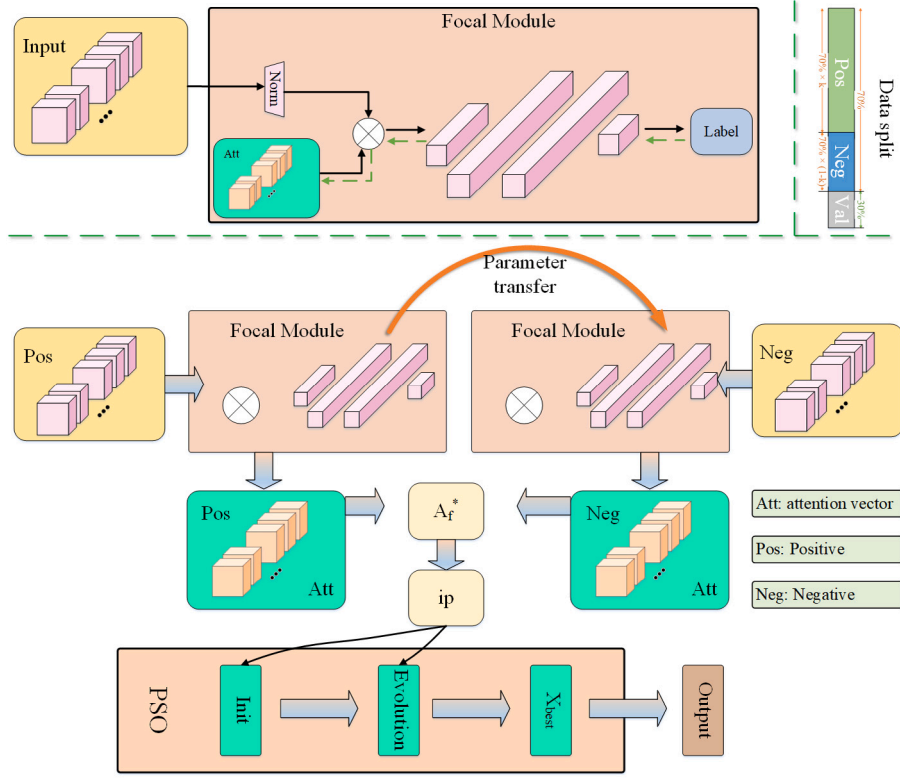 Input
Focal Module
Norm
Att
Label
Pos
Neg
Val
70% × k
70% × (1-k)
70%
30%
Data split
Parameter
transfer
Pos
Focal Module
Focal Module
Neg
Pos
Att
A_f^*
Neg
Att
ip
Att: attention vector
Pos: Positive
Neg: Negative
PSO
Init
Evolution
X_best
Output